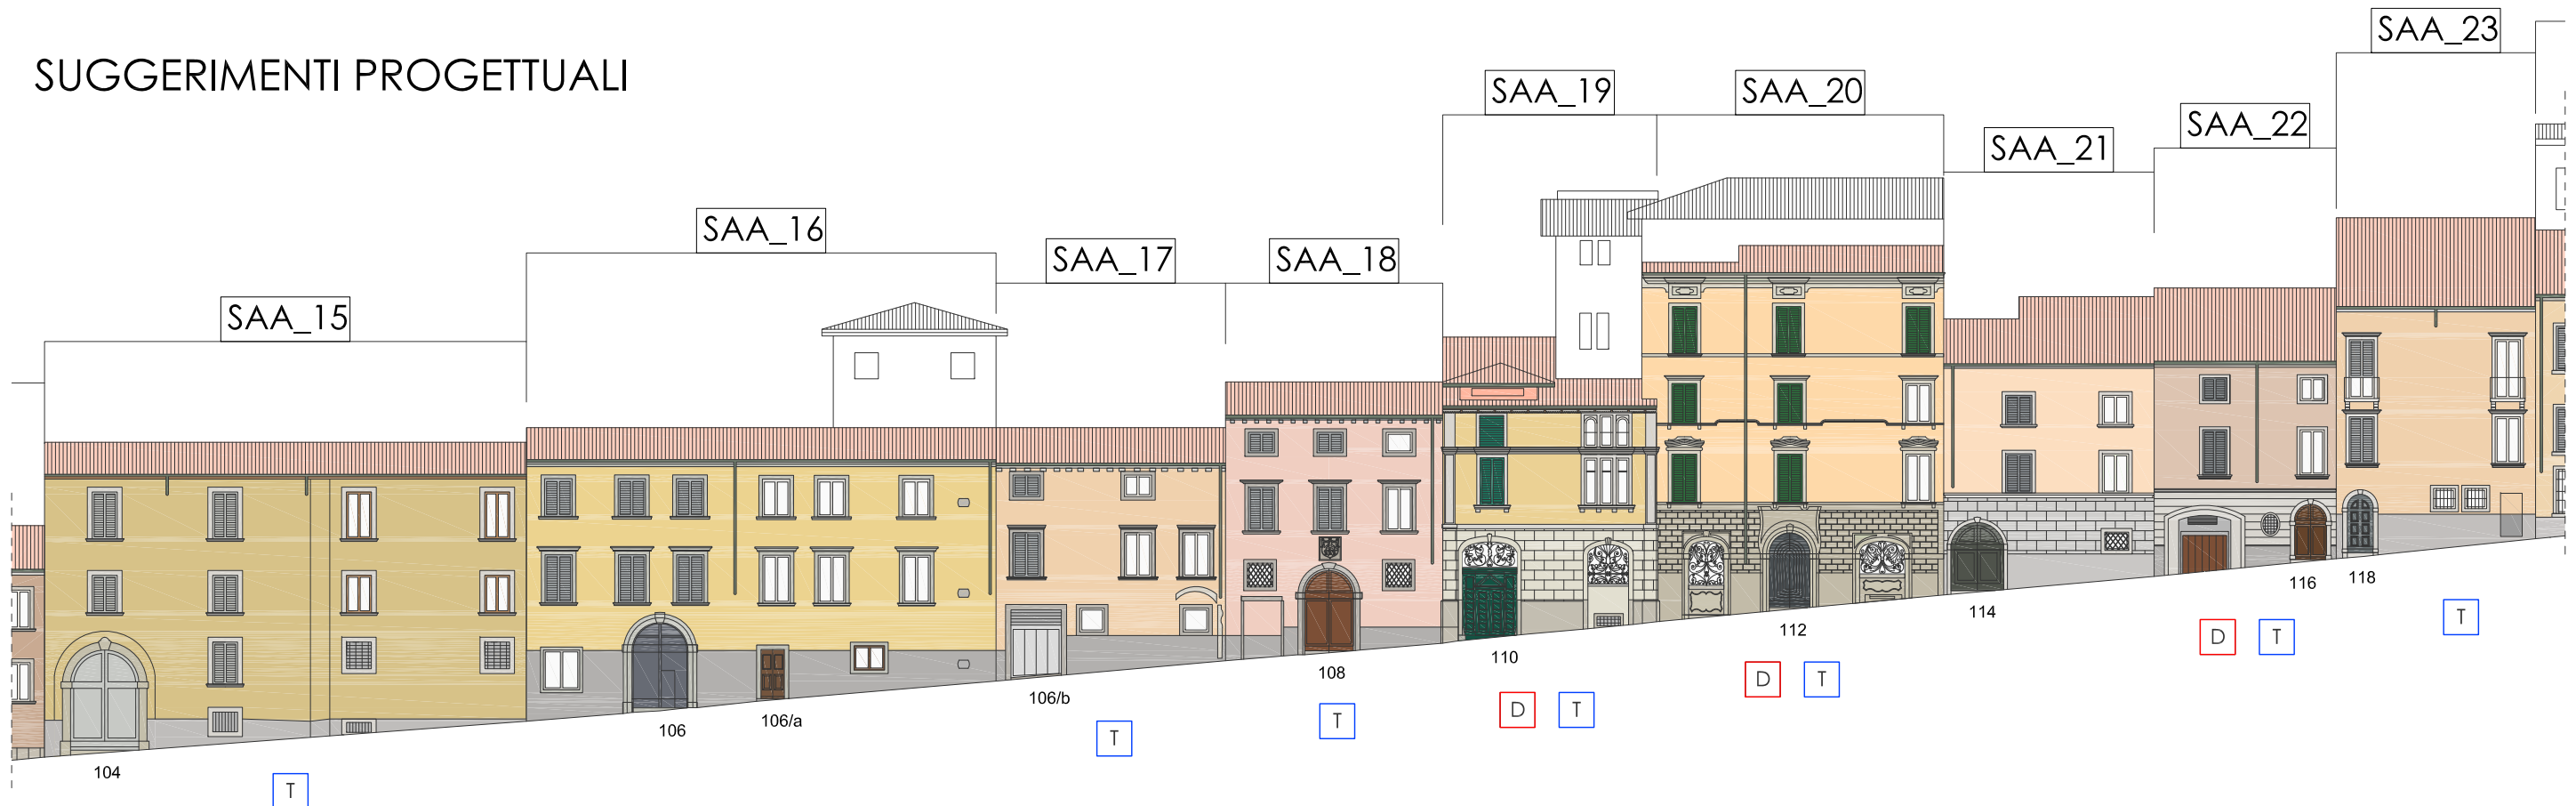 SUGGERIMENTI PROGETTUALI
SAA_15
SAA_16
SAA_17
SAA_18
SAA_19
SAA_20
SAA_21
SAA_22
SAA_23
104
106
106/a
106/b
108
110
112
114
116
118
T
T
T
D
T
D
T
D
T
T